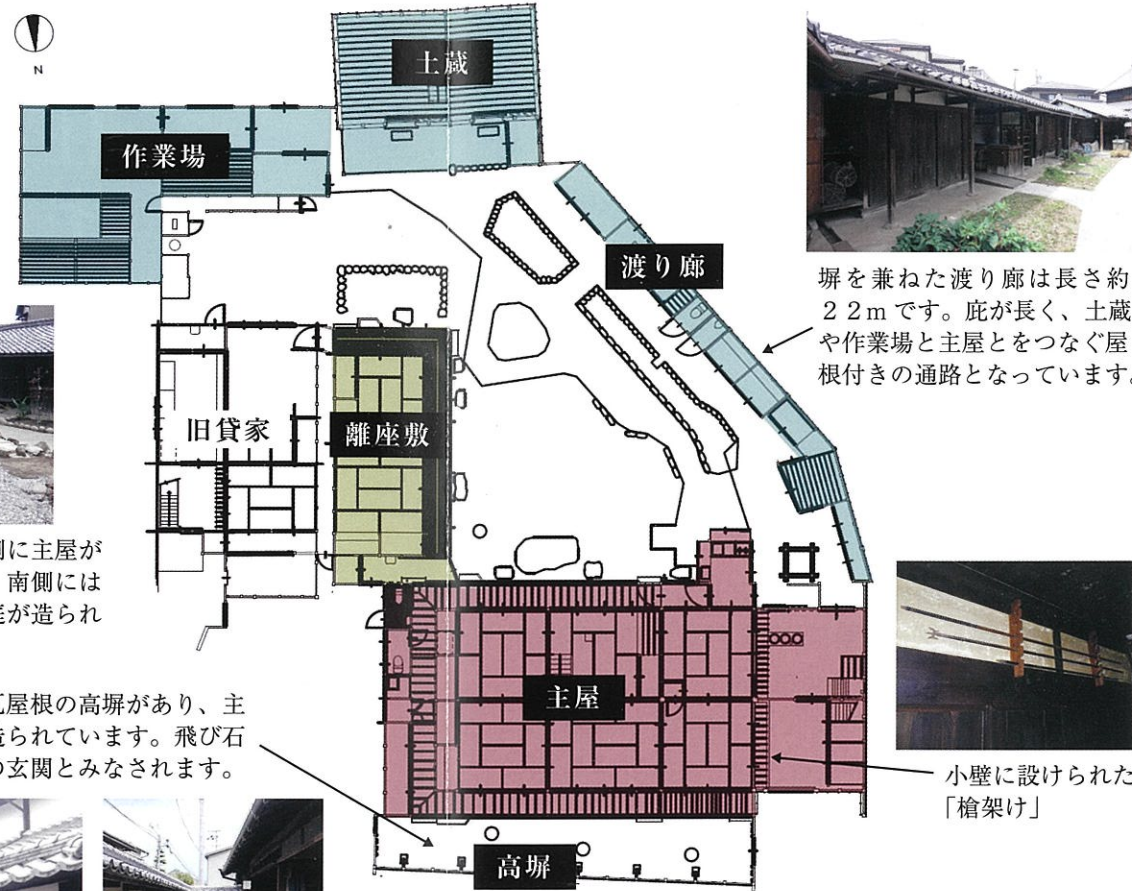 N
土蔵
作業場
渡り廊
塀を兼ねた渡り廊は長さ約
22mです。庇が長く、土蔵
や作業場と主屋とをつなぐ屋
根付きの通路となっています。
旧貸家
離座敷
側に主屋が
南側には
庭が造られ
主屋
瓦屋根の高塀があり、主
造られています。飛び石
の玄関とみなされます。
小壁に設けられた
「槍架け」
高塀